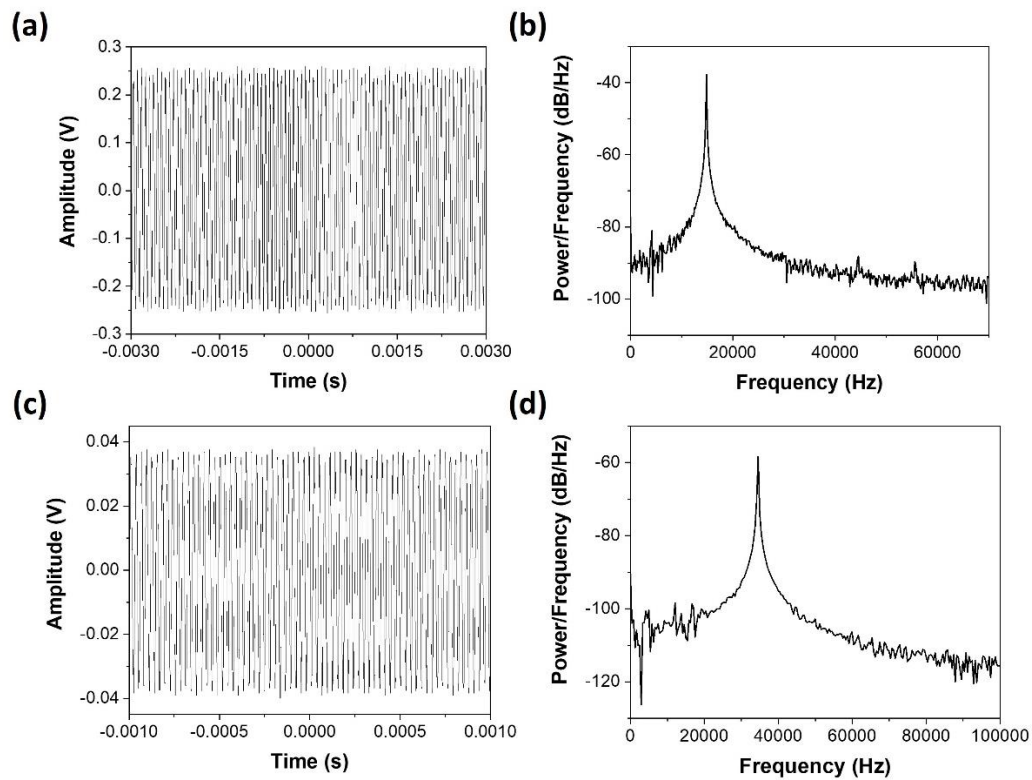 (a)
0.3
0.2
0.1
0.0
-0.1
-0.2
-0.3
Amplitude (V)
-0.0030 -0.0015 0.0000 0.0015 0.0030
Time (s)
(b)
-40
-60
-80
-100
Power/Frequency (dB/Hz)
0 20000 40000 60000
Frequency (Hz)
(c)
0.04
0.02
0.00
-0.02
-0.04
Amplitude (V)
-0.0010 -0.0005 0.0000 0.0005 0.0010
Time (s)
(d)
-60
-80
-100
-120
Power/Frequency (dB/Hz)
0 20000 40000 60000 80000 100000
Frequency (Hz)